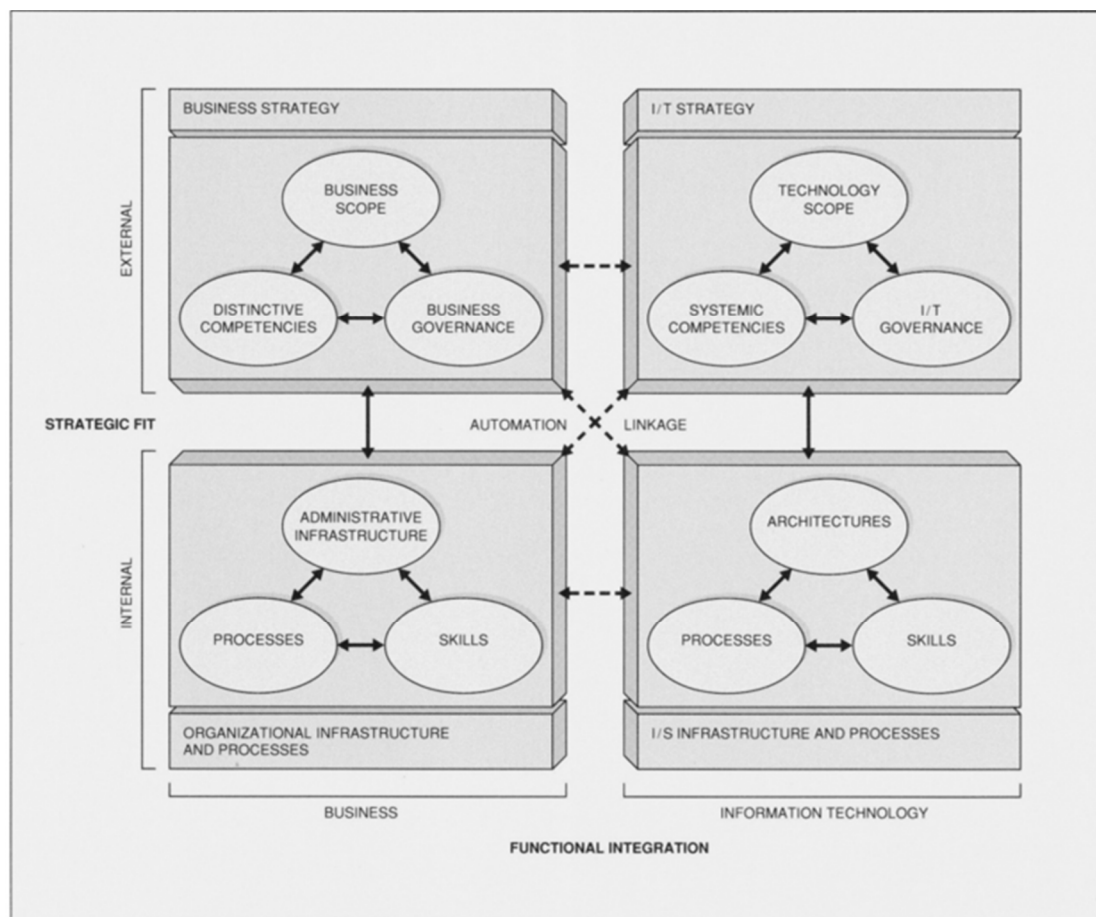 BUSINESS STRATEGY
I/T STRATEGY
EXTERNAL
BUSINESS
SCOPE
DISTINCTIVE
COMPETENCIES
BUSINESS
GOVERNANCE
TECHNOLOGY
SCOPE
SYSTEMIC
COMPETENCIES
I/T
GOVERNANCE
STRATEGIC FIT
AUTOMATION
LINKAGE
INTERNAL
ADMINISTRATIVE
INFRASTRUCTURE
PROCESSES
SKILLS
ARCHITECTURES
PROCESSES
SKILLS
ORGANIZATIONAL INFRASTRUCTURE
AND PROCESSES
I/S INFRASTRUCTURE AND PROCESSES
BUSINESS
INFORMATION TECHNOLOGY
FUNCTIONAL INTEGRATION